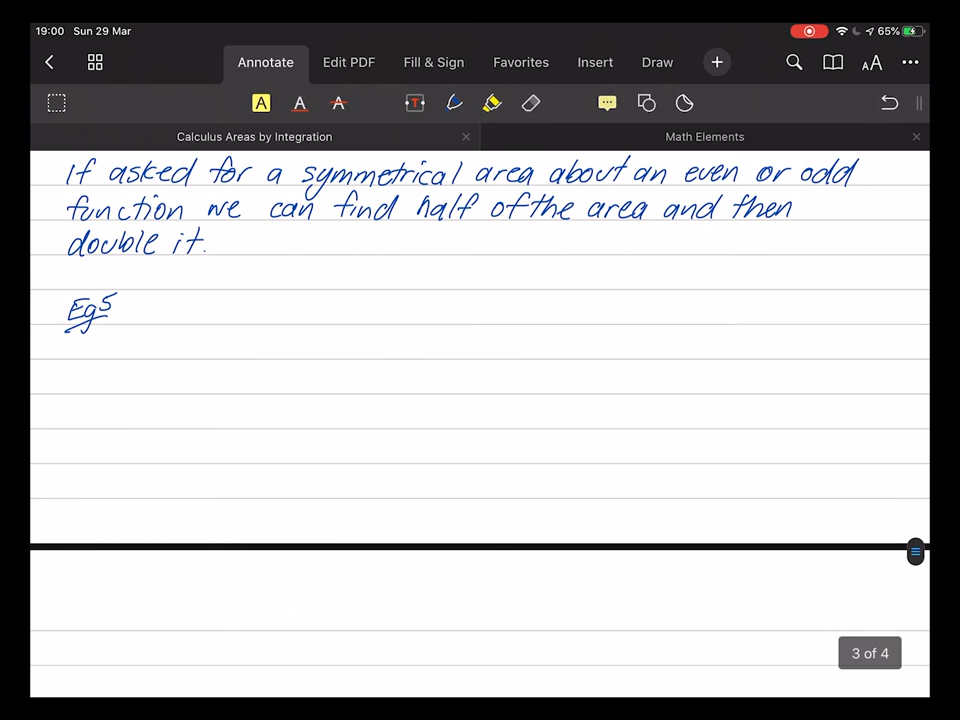 19:00 Sun 29 Mar 65%
Annotate Edit PDF Fill & Sign Favorites Insert Draw
Calculus Areas by Integration Math Elements
If asked for a symmetrical area about an even or odd
function we can find half of the area and then
double it.
Eg5
3 of 4